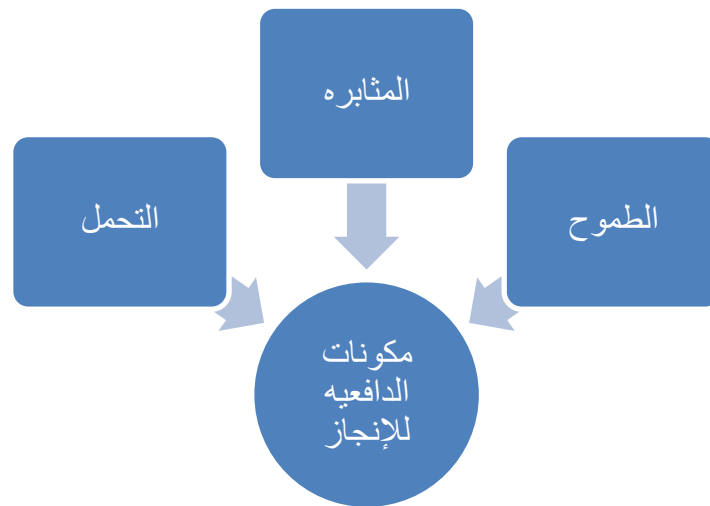 المثابره
الطموح
التحمل
مكونات
الدافعيه
للإنجاز